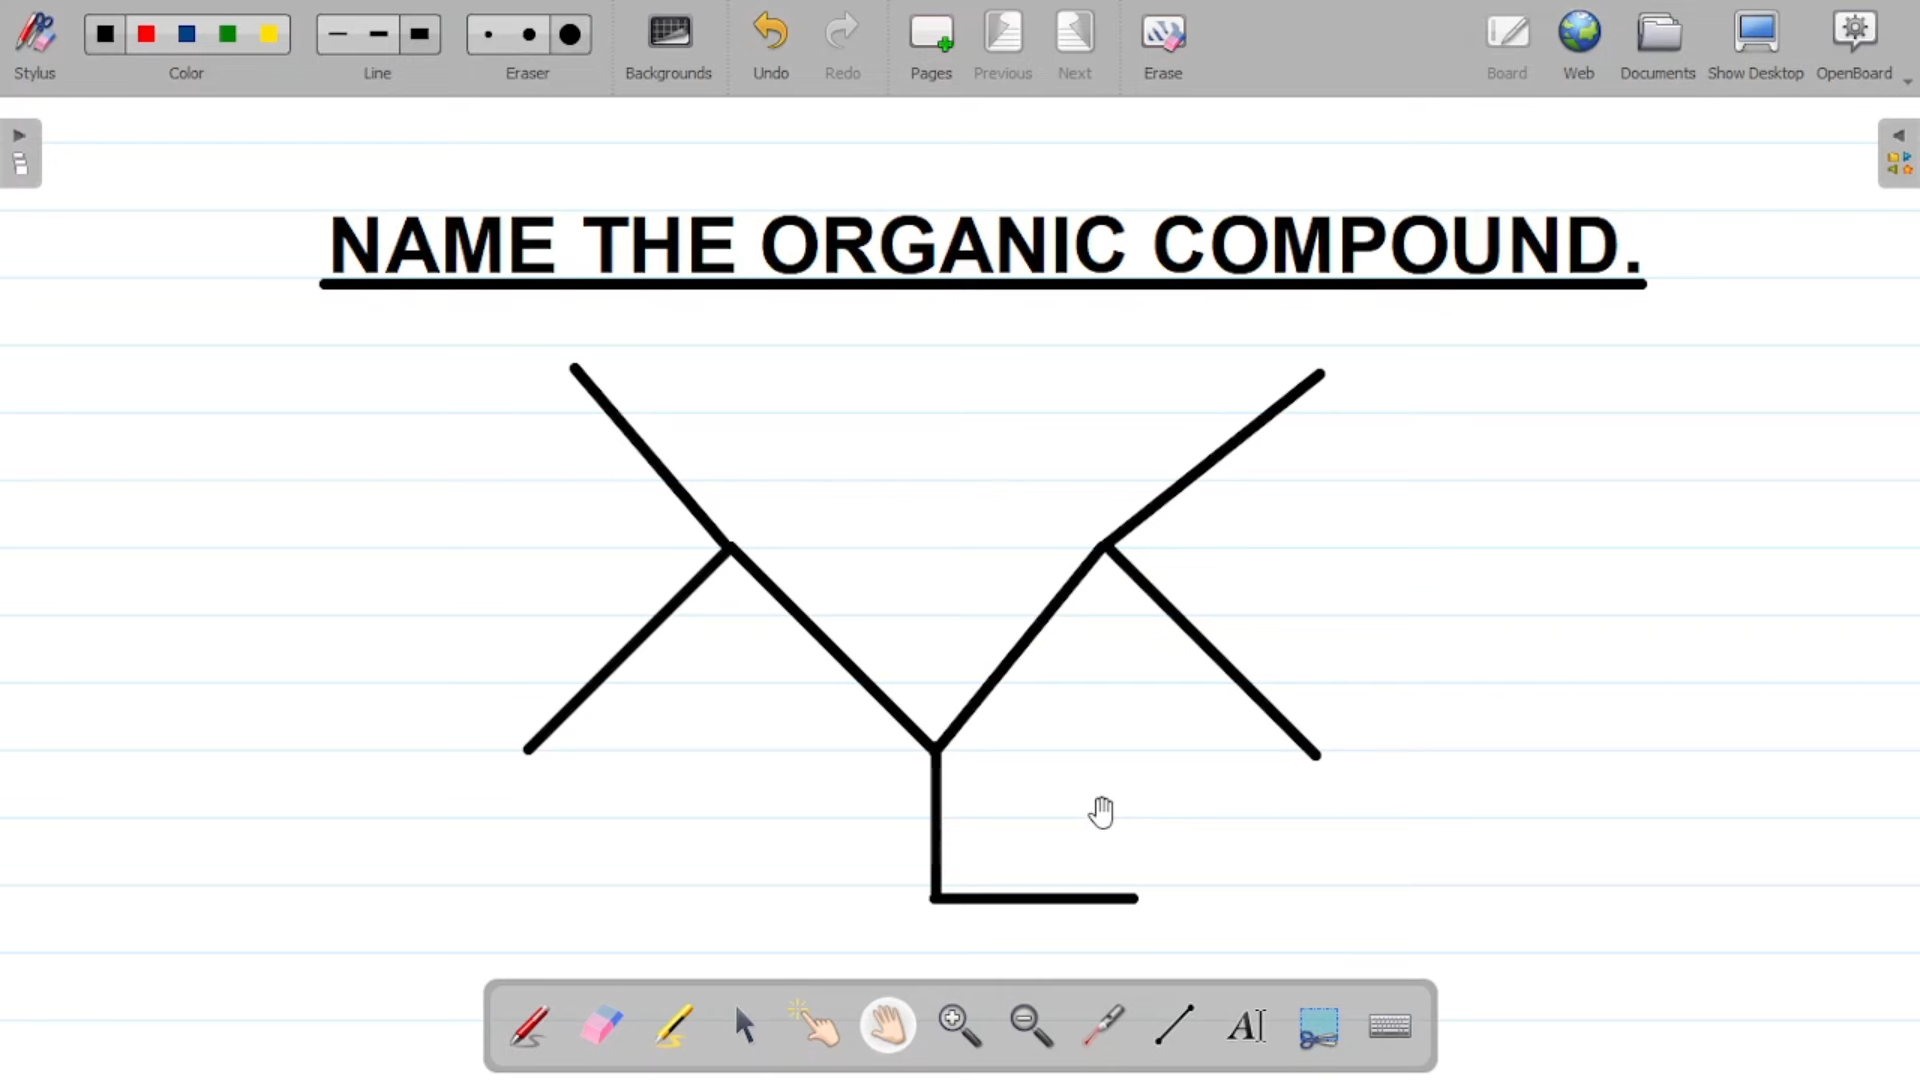 Stylus Color Line Eraser Backgrounds Undo Redo Pages Previous Next Erase Board Web Documents Show Desktop OpenBoard
NAME THE ORGANIC COMPOUND.
AI